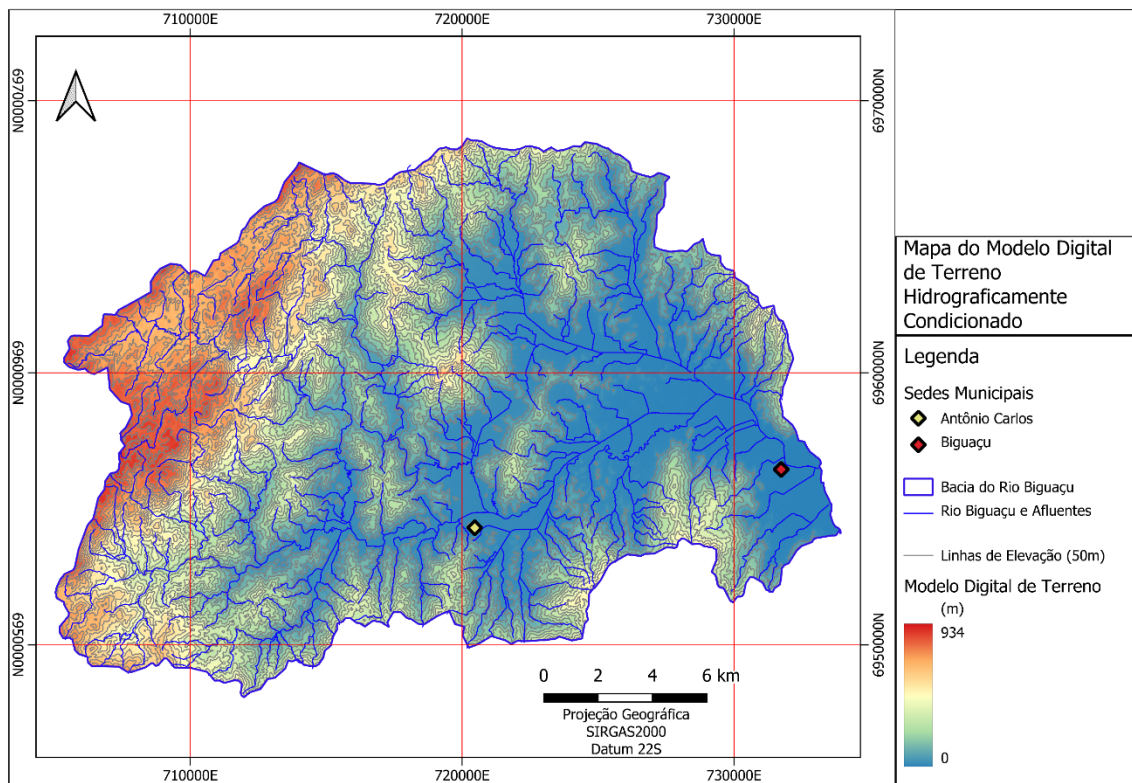 710000E
720000E
730000E
6970000N
6970000N
6960000N
6960000N
6950000N
6950000N
Mapa do Modelo Digital
de Terreno
Hidrograficamente
Condicionado
Legenda
Sedes Municipais
Antônio Carlos
Biguaçu
Bacia do Rio Biguaçu
Rio Biguaçu e Afluentes
Linhas de Elevação (50m)
Modelo Digital de Terreno
(m)
934
0
0 2 4 6 km
Projeção Geográfica
SIRGAS2000
Datum 22S
710000E
720000E
730000E